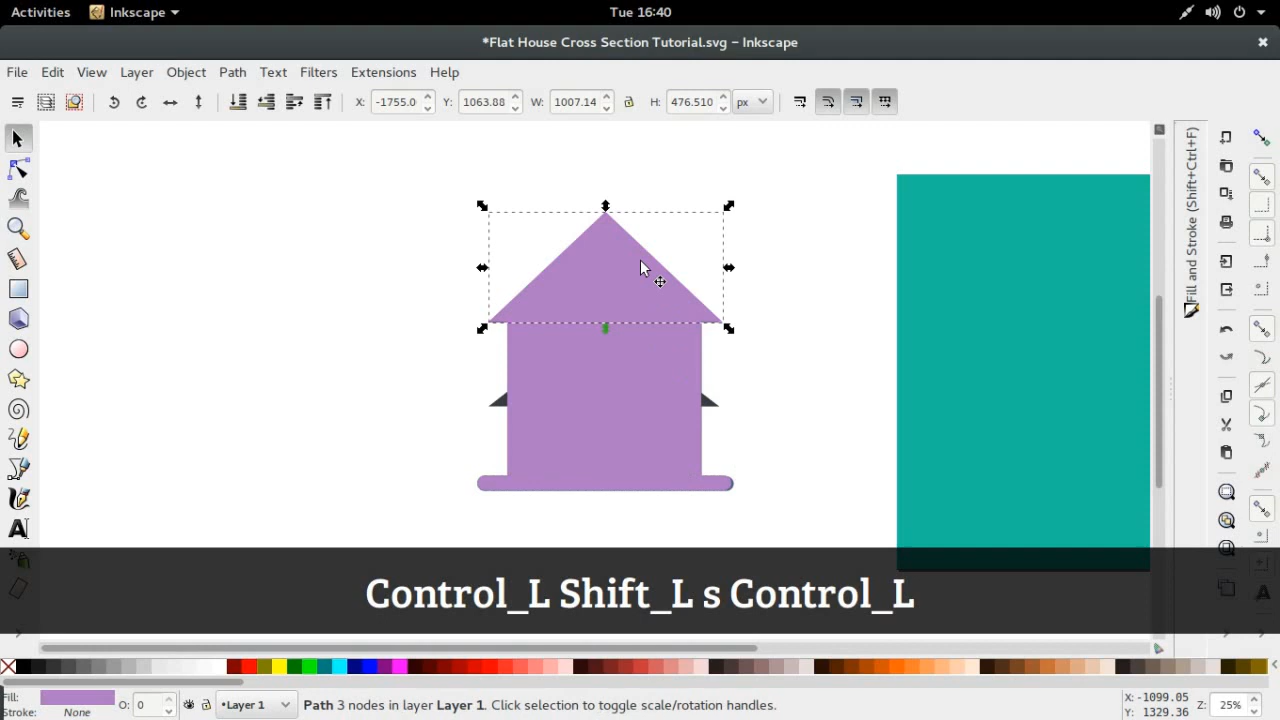 Activities Inkscape Tue 16:40
*Flat House Cross Section Tutorial.svg – Inkscape
File Edit View Layer Object Path Text Filters Extensions Help
X: -1755.0 Y: 1063.88 W: 1007.14 H: 476.510 px
Fill and Stroke (Shift+Ctrl+F)
Control_L Shift_L s Control_L
Fill: O: 0 •Layer 1 Path 3 nodes in layer Layer 1. Click selection to toggle scale/rotation handles. X: -1099.05 Z: 25%
Stroke: None Y: 1329.36